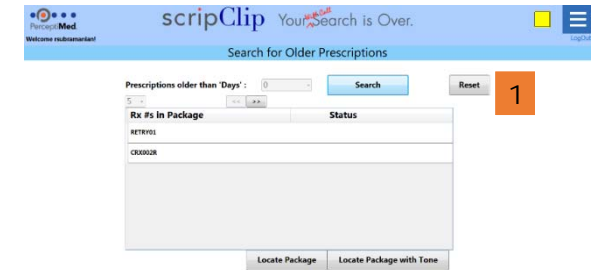 PerceptiMed.
Welcome rsubramanian!
scripClip Your Search is Over.
LogOut
Search for Older Prescriptions
Prescriptions older than 'Days' : 0 Search Reset
1
5 << >>
Rx #s in Package Status
RETRY01
CRX002R
Locate Package Locate Package with Tone